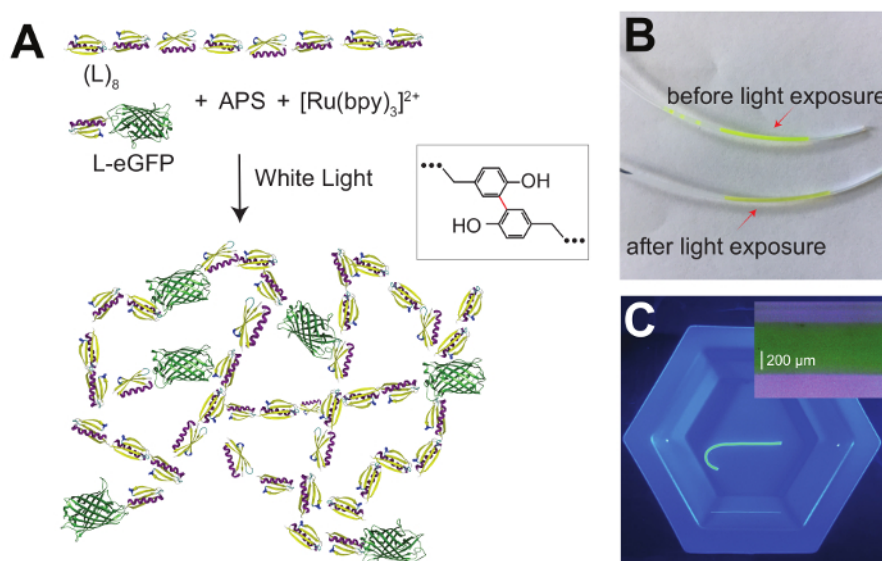 A
(L)₈
+ APS + [Ru(bpy)₃]²⁺
L-eGFP
White Light
OH
HO
B
before light exposure
after light exposure
C
200 µm